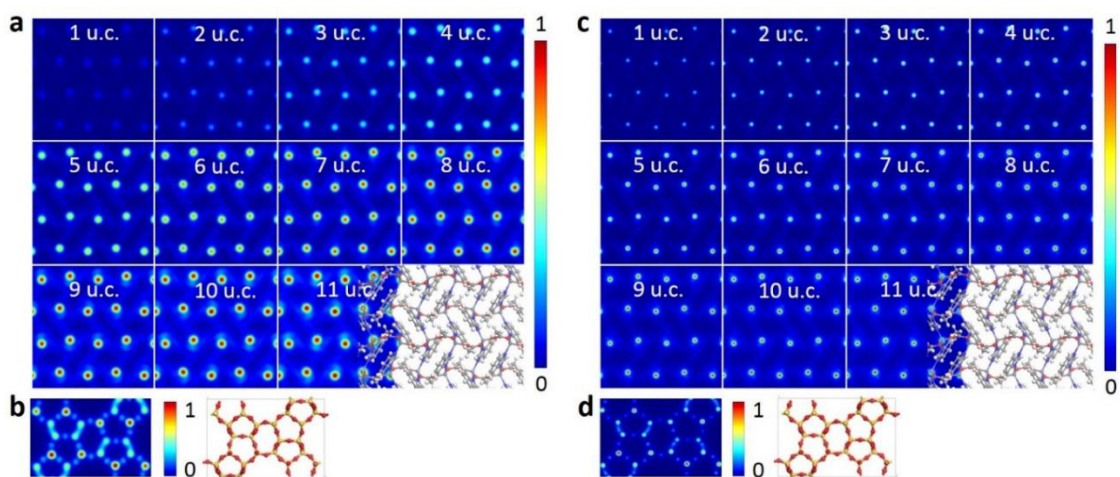 a
1 u.c. 2 u.c. 3 u.c. 4 u.c. 1
5 u.c. 6 u.c. 7 u.c. 8 u.c.
9 u.c. 10 u.c. 11 u.c. 0
b 1
0
c
1 u.c. 2 u.c. 3 u.c. 4 u.c. 1
5 u.c. 6 u.c. 7 u.c. 8 u.c.
9 u.c. 10 u.c. 11 u.c. 0
d 1
0